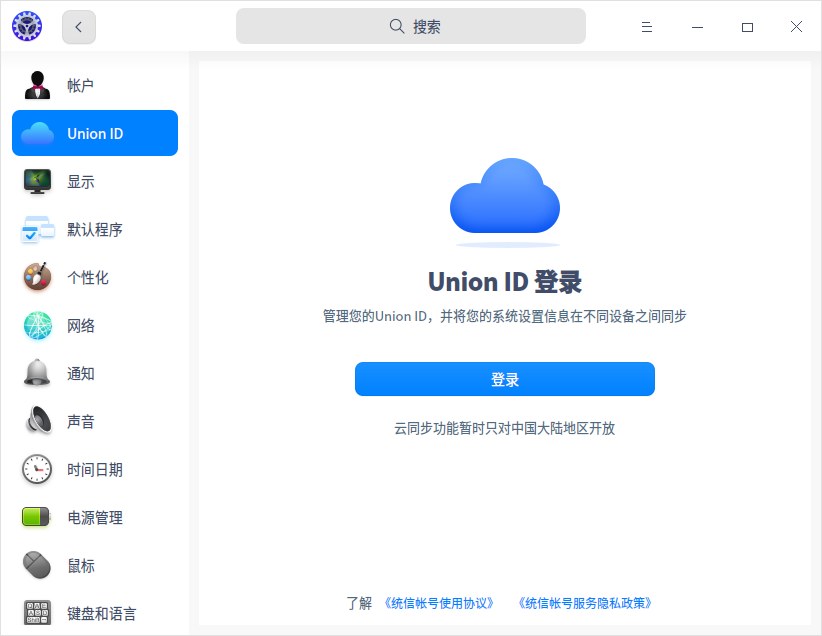 搜索
帐户
Union ID
显示
默认程序
个性化
网络
通知
声音
时间日期
电源管理
鼠标
键盘和语言
Union ID 登录
管理您的Union ID，并将您的系统设置信息在不同设备之间同步
登录
云同步功能暂时只对中国大陆地区开放
了解 《统信帐号使用协议》 《统信帐号服务隐私政策》